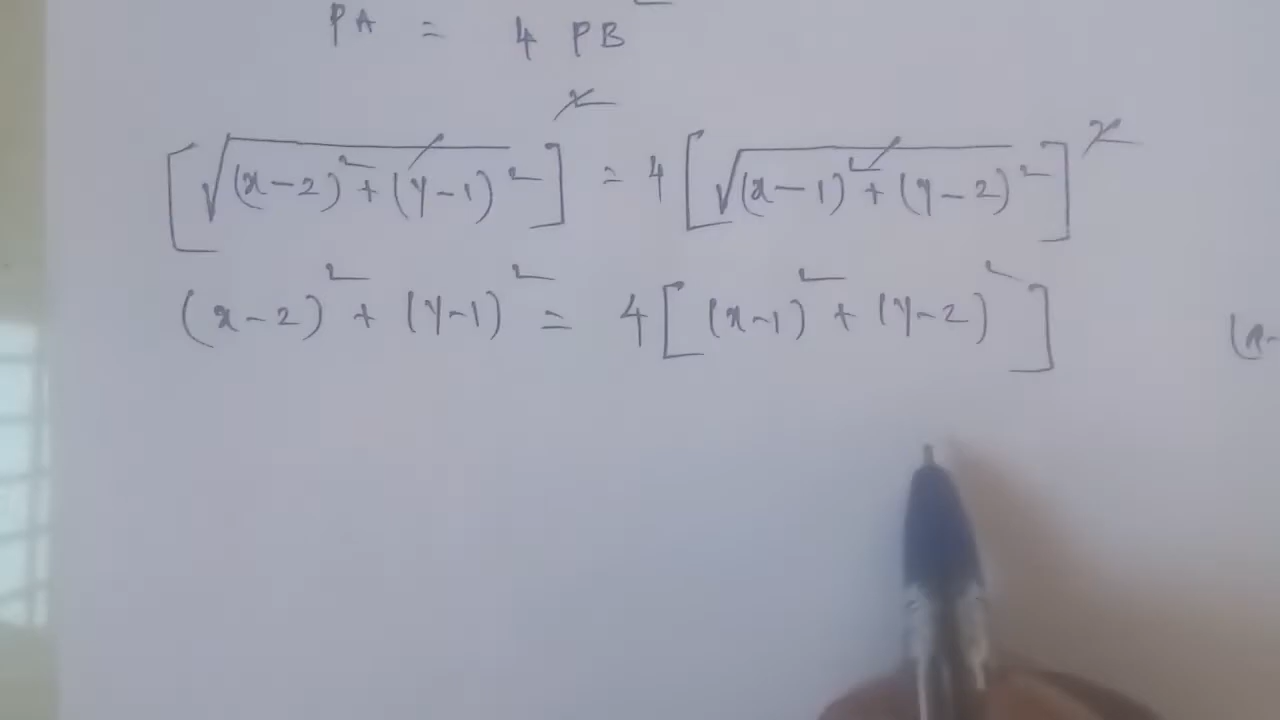 PA = 4 PB²
[√(x-2)² + (y-1)²]² = 4[√(x-1)² + (y-2)²]²
(x-2)² + (y-1)² = 4[(x-1)² + (y-2)²]